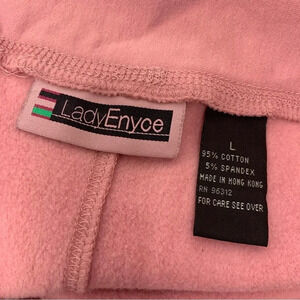 LadyEnyce
L
95% COTTON
5% SPANDEX
MADE IN HONG KONG
RN 96312
FOR CARE SEE OVER